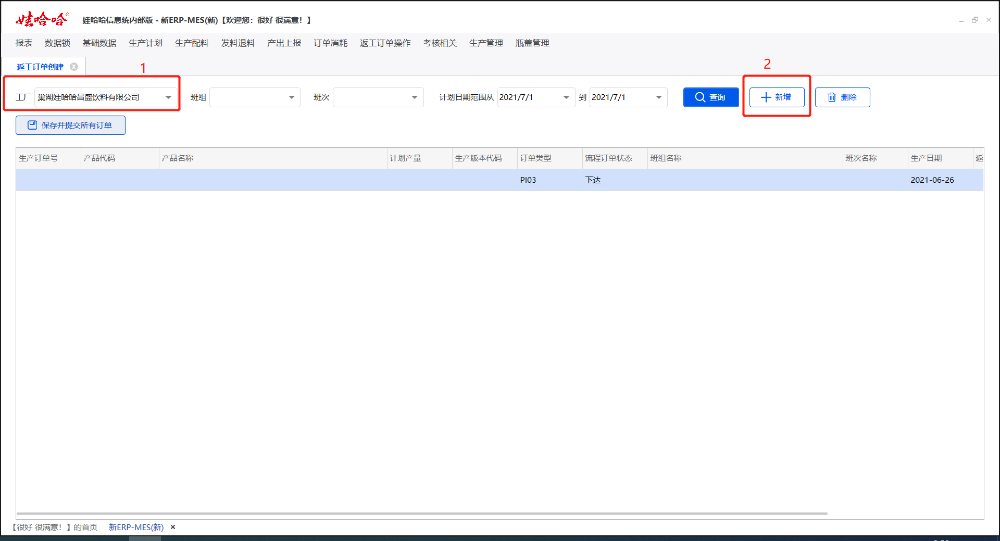 娃哈哈®
娃哈哈信息统内部版 - 新ERP-MES(新)【欢迎您：很好 很满意！】
报表 数据锁 基础数据 生产计划 生产配料 发料退料 产出上报 订单消耗 返工订单操作 考核相关 生产管理 瓶盖管理
返工订单创建
1
2
工厂 巢湖娃哈哈昌盛饮料有限公司 班组 班次 计划日期范围从 2021/7/1 到 2021/7/1 查询 新增 删除
保存并提交所有订单
生产订单号 产品代码 产品名称 计划产量 生产版本代码 订单类型 流程订单状态 班组名称 班次名称 生产日期 返
PI03 下达 2021-06-26
【很好 很满意！】的首页 新ERP-MES(新) ×